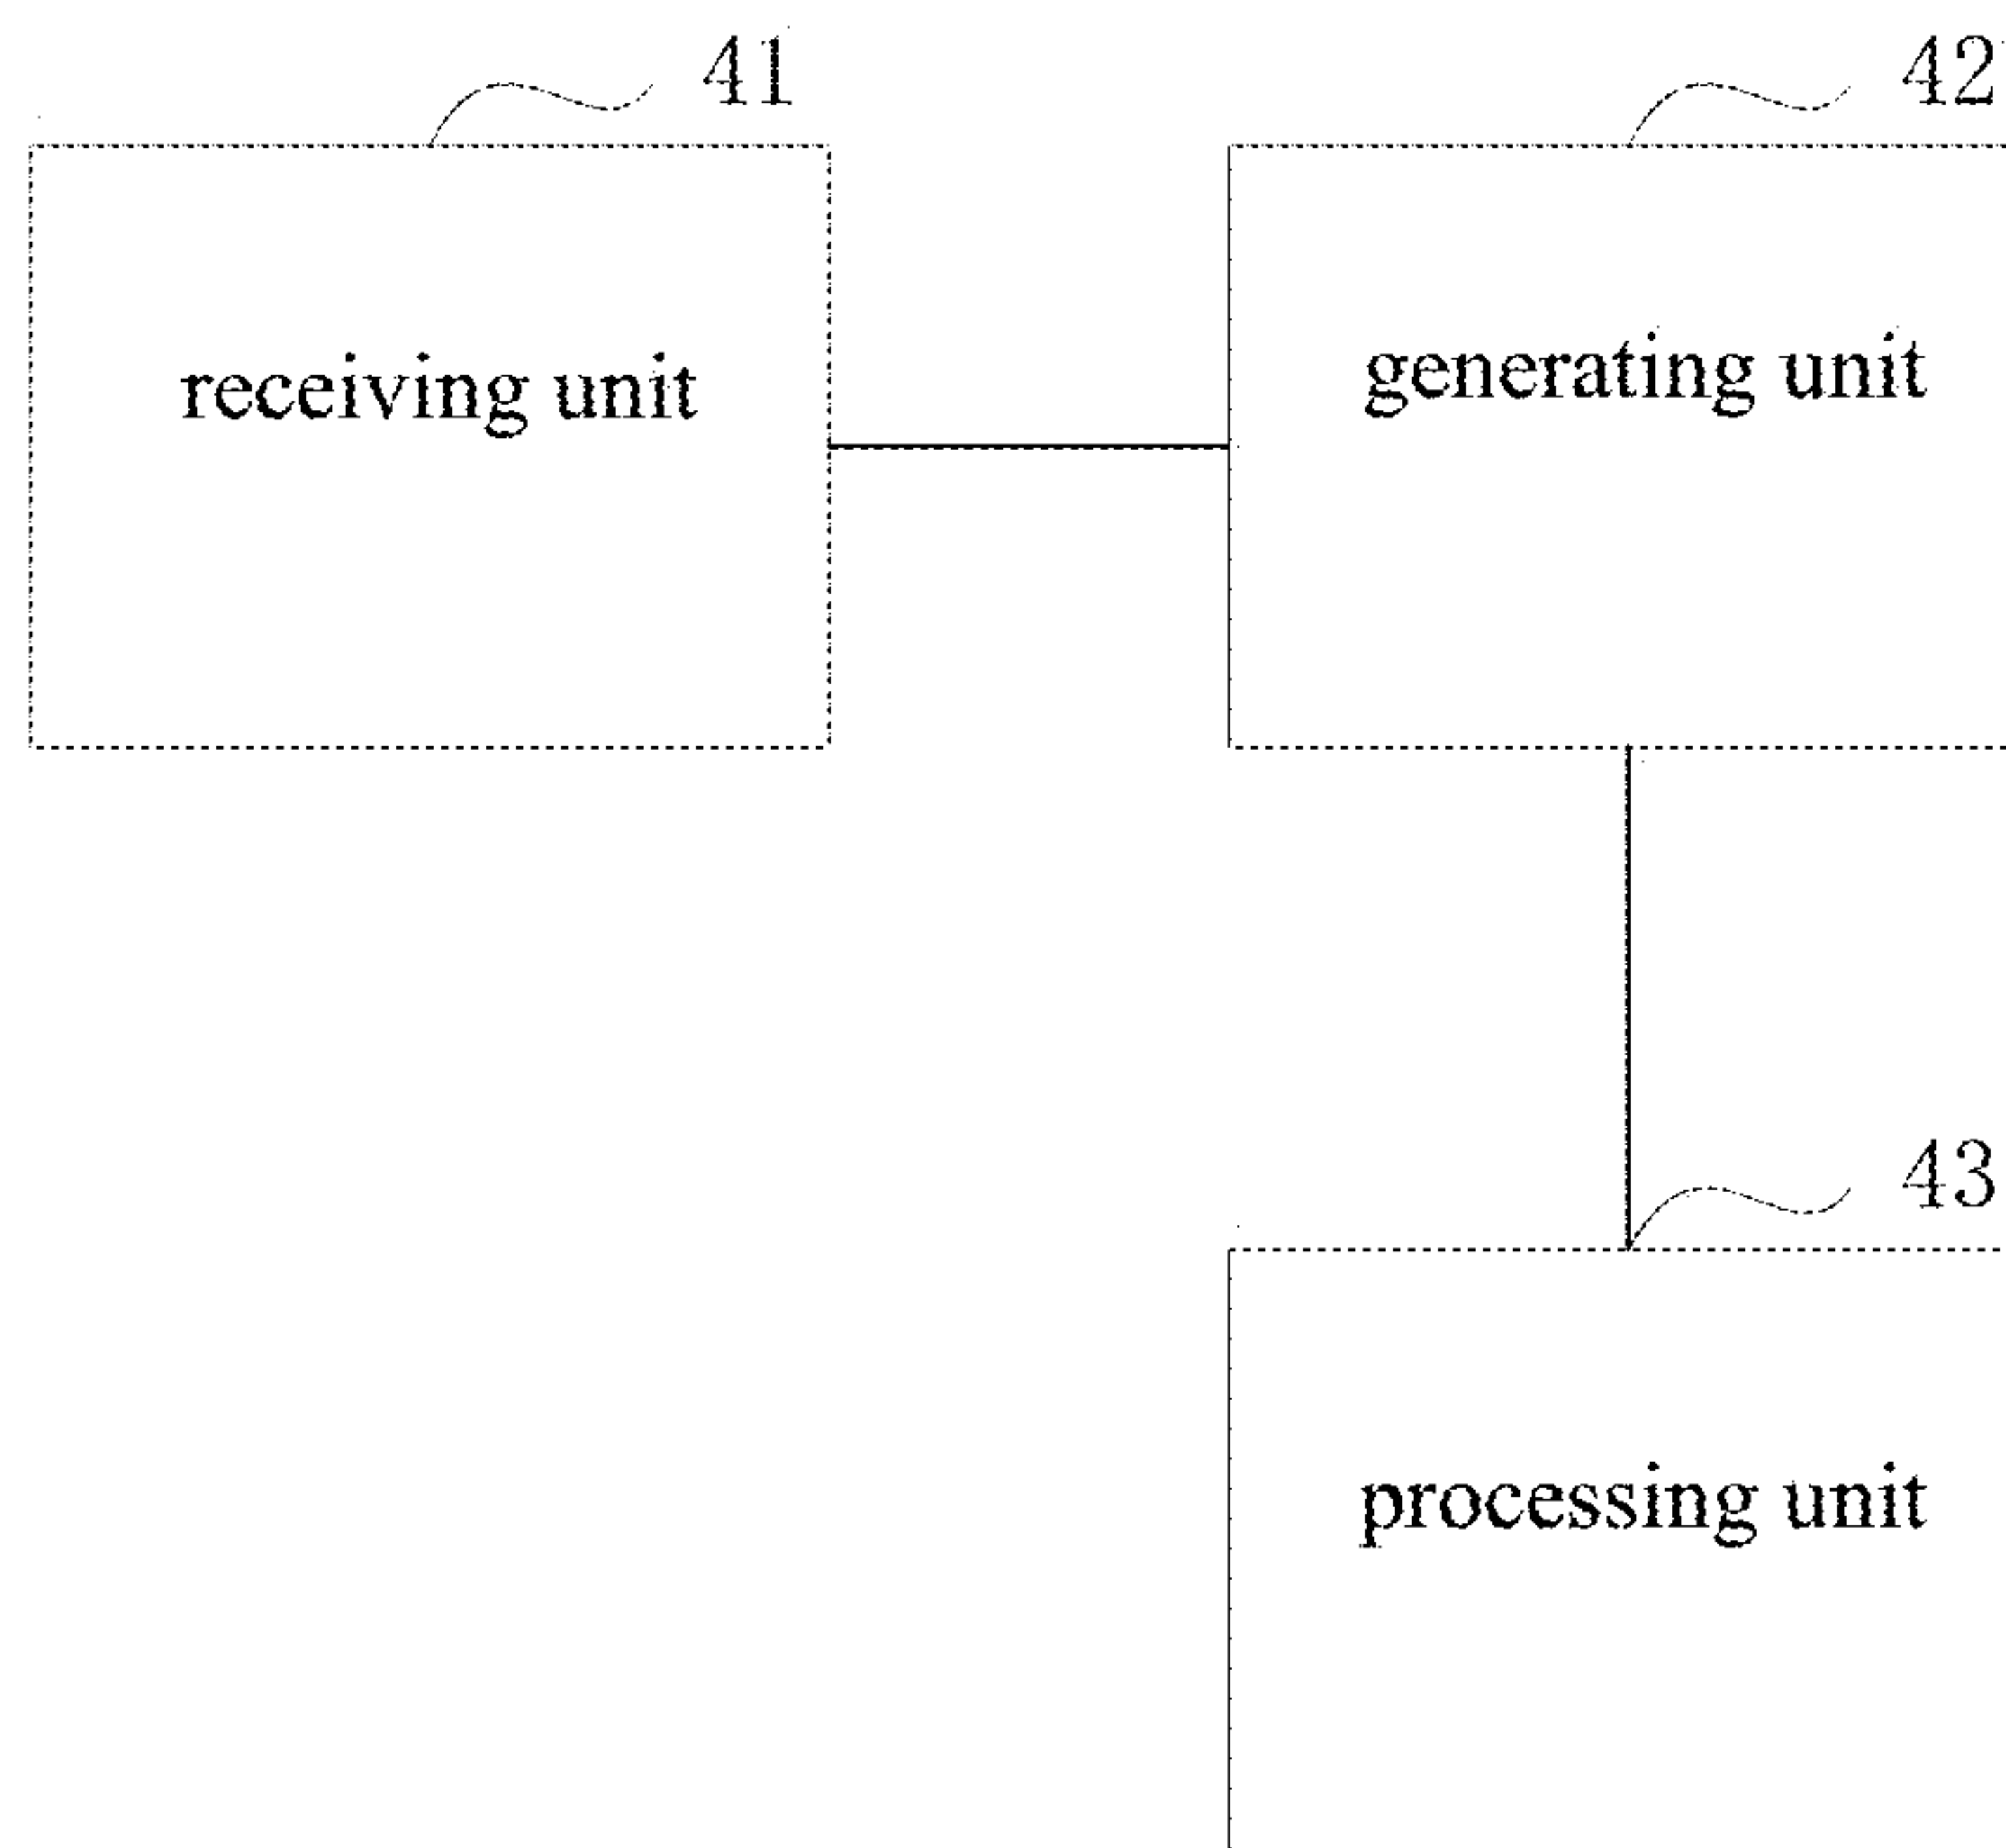 41
42
receiving unit
generating unit
43
processing unit